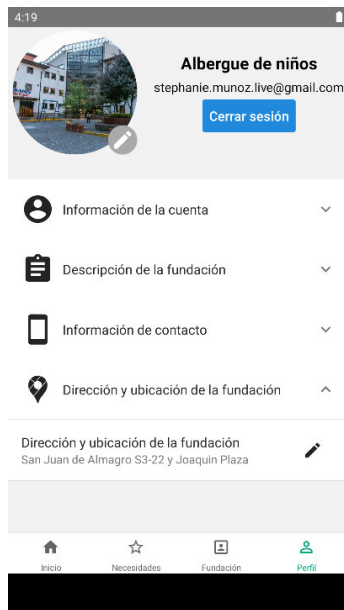 4:19
Albergue de niños
stephanie.munoz.live@gmail.com
Cerrar sesión
Información de la cuenta
Descripción de la fundación
Información de contacto
Dirección y ubicación de la fundación
Dirección y ubicación de la fundación
San Juan de Almagro S3-22 y Joaquin Plaza
Inicio
Necesidades
Fundación
Perfil